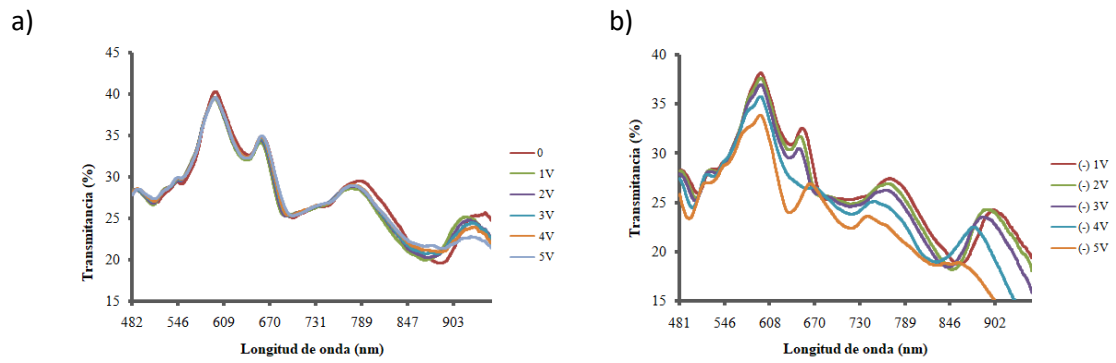 a)
45
40
35
30
25
20
15
Transmitancia (%)
482 546 609 670 731 789 847 903
Longitud de onda (nm)
0
1V
2V
3V
4V
5V
b)
40
35
30
25
20
15
Transmitancia (%)
481 546 608 670 730 789 846 902
Longitud de onda (nm)
(-) 1V
(-) 2V
(-) 3V
(-) 4V
(-) 5V